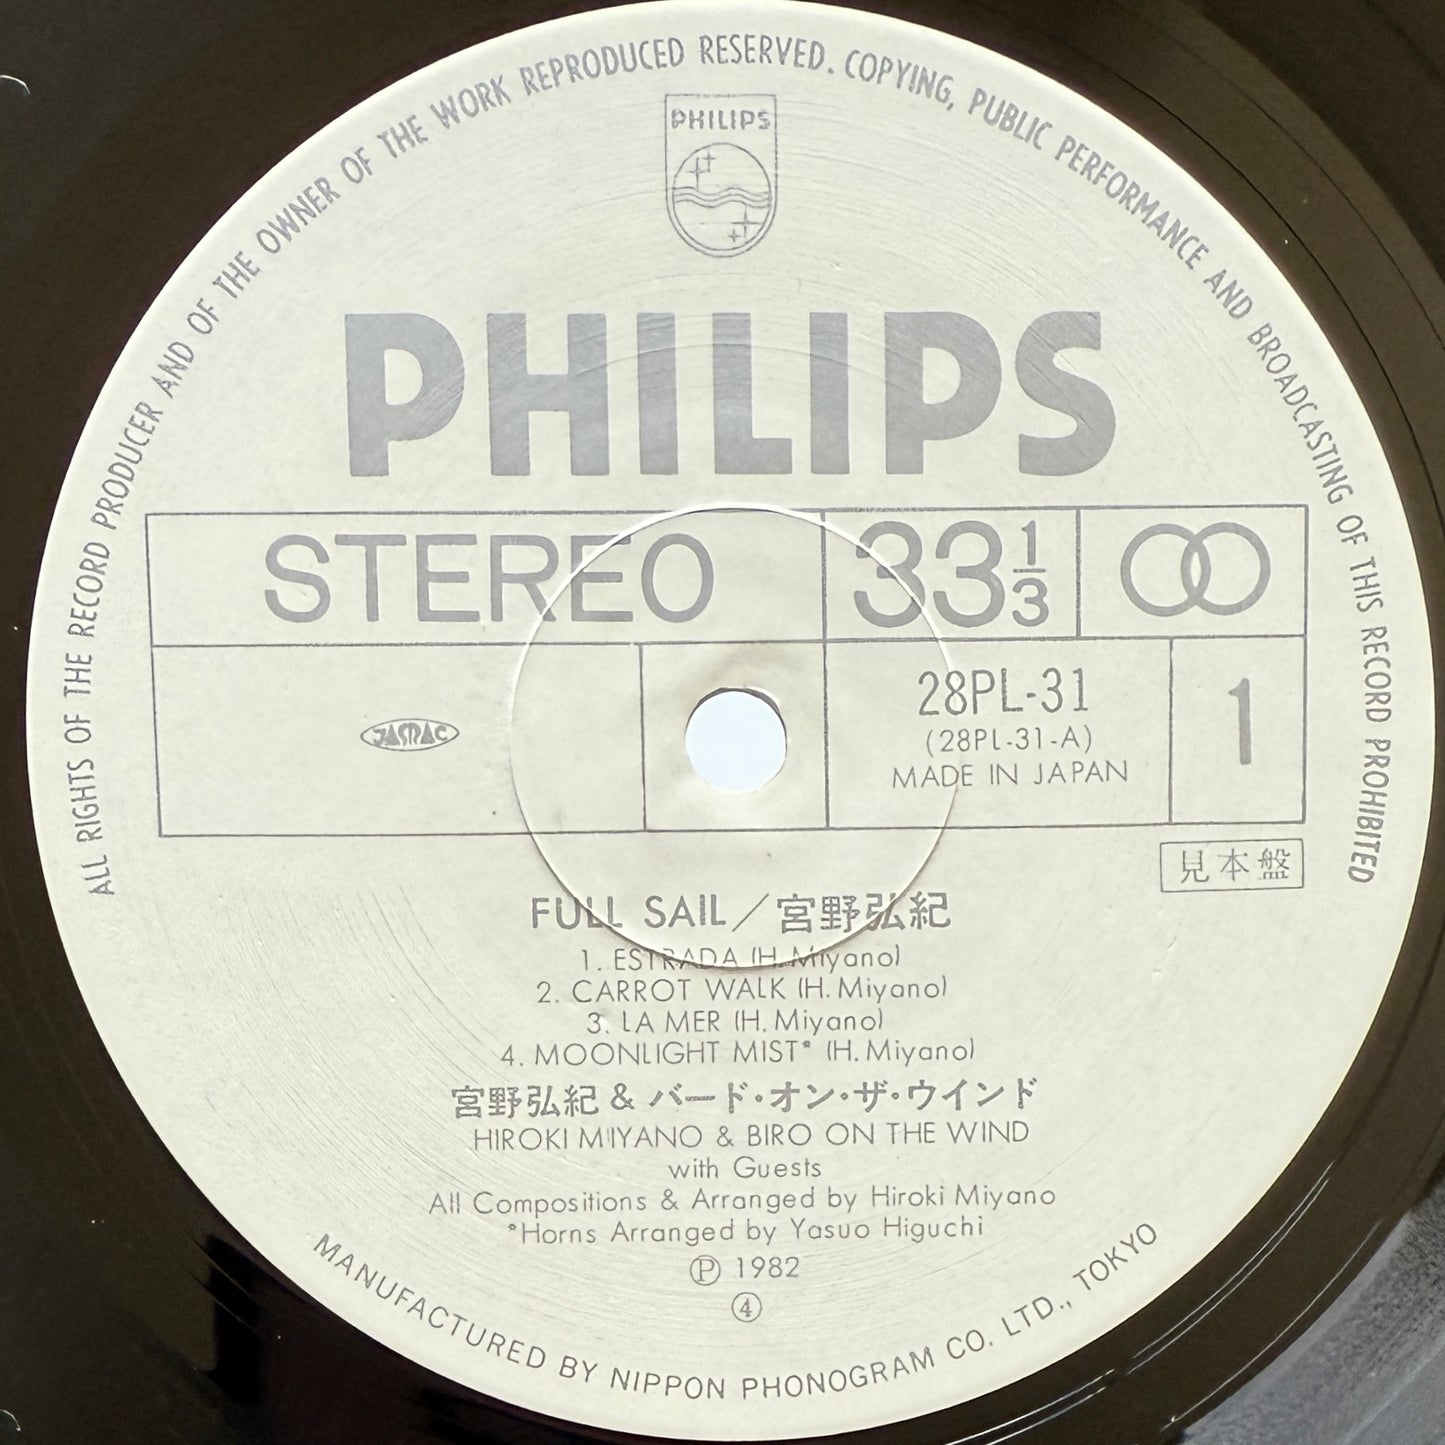 ALL RIGHTS OF THE RECORD PRODUCER AND OF THE OWNER OF THE WORK REPRODUCED RESERVED. COPYING, PUBLIC PERFORMANCE AND BROADCASTING OF THIS RECORD PROHIBITED
PHILIPS
PHILIPS
STEREO
33 1/3
JASRAC
28PL-31
(28PL-31-A)
MADE IN JAPAN
1
見本盤
FULL SAIL/宮野弘紀
1. ESTRADA (H. Miyano)
2. CARROT WALK (H. Miyano)
3. LA MER (H. Miyano)
4. MOONLIGHT MIST* (H. Miyano)
宮野弘紀 & バード・オン・ザ・ウインド
HIROKI MIYANO & BIRO ON THE WIND
with Guests
All Compositions & Arranged by Hiroki Miyano
*Horns Arranged by Yasuo Higuchi
Ⓟ 1982
④
MANUFACTURED BY NIPPON PHONOGRAM CO. LTD., TOKYO